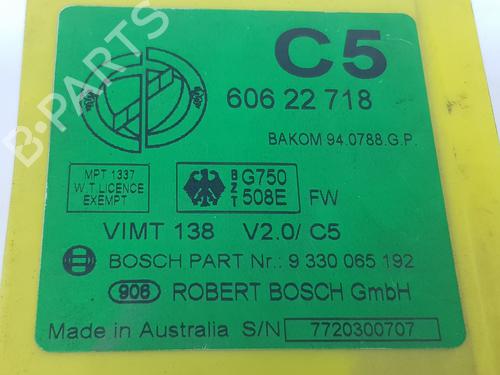 C5
606 22 718
BAKOM 94.0788.G.P.
MPT 1337
W.T LICENCE
EXEMPT
BZT
G750
508E
FW
VIMT 138 V2.0/ C5
BOSCH PART Nr.: 9 330 065 192
906 ROBERT BOSCH GmbH
Made in Australia S/N 7720300707
B-PARTS